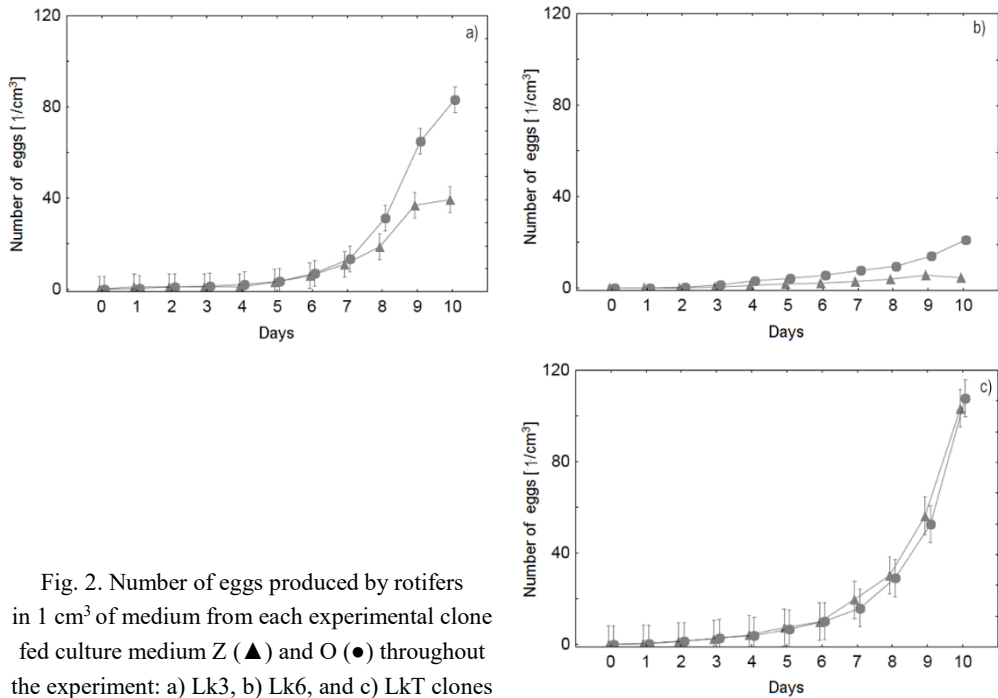 a)
120
80
40
0
Number of eggs [1/cm³]
0 1 2 3 4 5 6 7 8 9 10
Days
b)
120
80
40
0
Number of eggs [1/cm³]
0 1 2 3 4 5 6 7 8 9 10
Days
c)
120
80
40
0
Number of eggs [1/cm³]
0 1 2 3 4 5 6 7 8 9 10
Days
Fig. 2. Number of eggs produced by rotifers
in 1 cm³ of medium from each experimental clone
fed culture medium Z (▲) and O (●) throughout
the experiment: a) Lk3, b) Lk6, and c) LkT clones